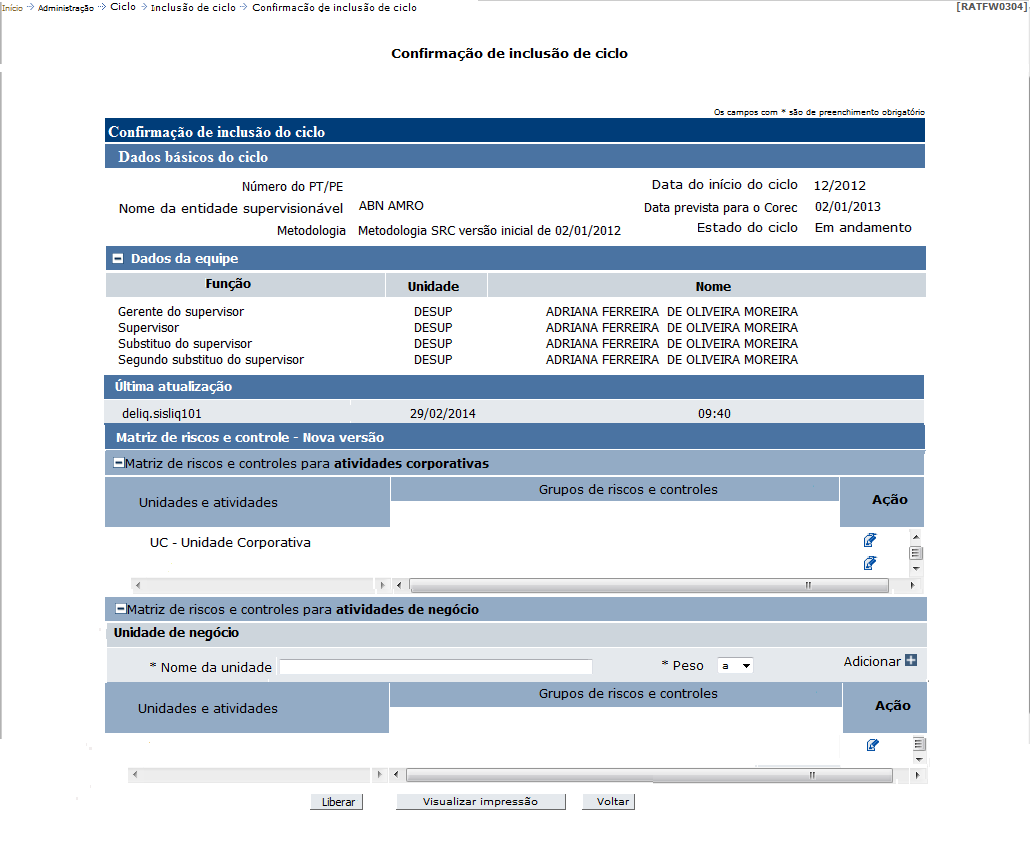 Início Administração Ciclo Inclusão de ciclo Confirmacão de inclusão de ciclo [RATFW0304]
Confirmação de inclusão de ciclo
Os campos com * são de preenchimento obrigatório
Confirmação de inclusão do ciclo
Dados básicos do ciclo
Número do PT/PE Data do início do ciclo 12/2012
Nome da entidade supervisionável ABN AMRO Data prevista para o Corec 02/01/2013
Metodologia Metodologia SRC versão inicial de 02/01/2012 Estado do ciclo Em andamento
Dados da equipe
Função Unidade Nome
Gerente do supervisor DESUP ADRIANA FERREIRA DE OLIVEIRA MOREIRA
Supervisor DESUP ADRIANA FERREIRA DE OLIVEIRA MOREIRA
Substituo do supervisor DESUP ADRIANA FERREIRA DE OLIVEIRA MOREIRA
Segundo substituo do supervisor DESUP ADRIANA FERREIRA DE OLIVEIRA MOREIRA
Última atualização
deliq.sisliq101 29/02/2014 09:40
Matriz de riscos e controle - Nova versão
Matriz de riscos e controles para atividades corporativas
Unidades e atividades Grupos de riscos e controles Ação
UC - Unidade Corporativa
Matriz de riscos e controles para atividades de negócio
Unidade de negócio
* Nome da unidade * Peso a Adicionar
Unidades e atividades Grupos de riscos e controles Ação
Liberar Visualizar impressão Voltar